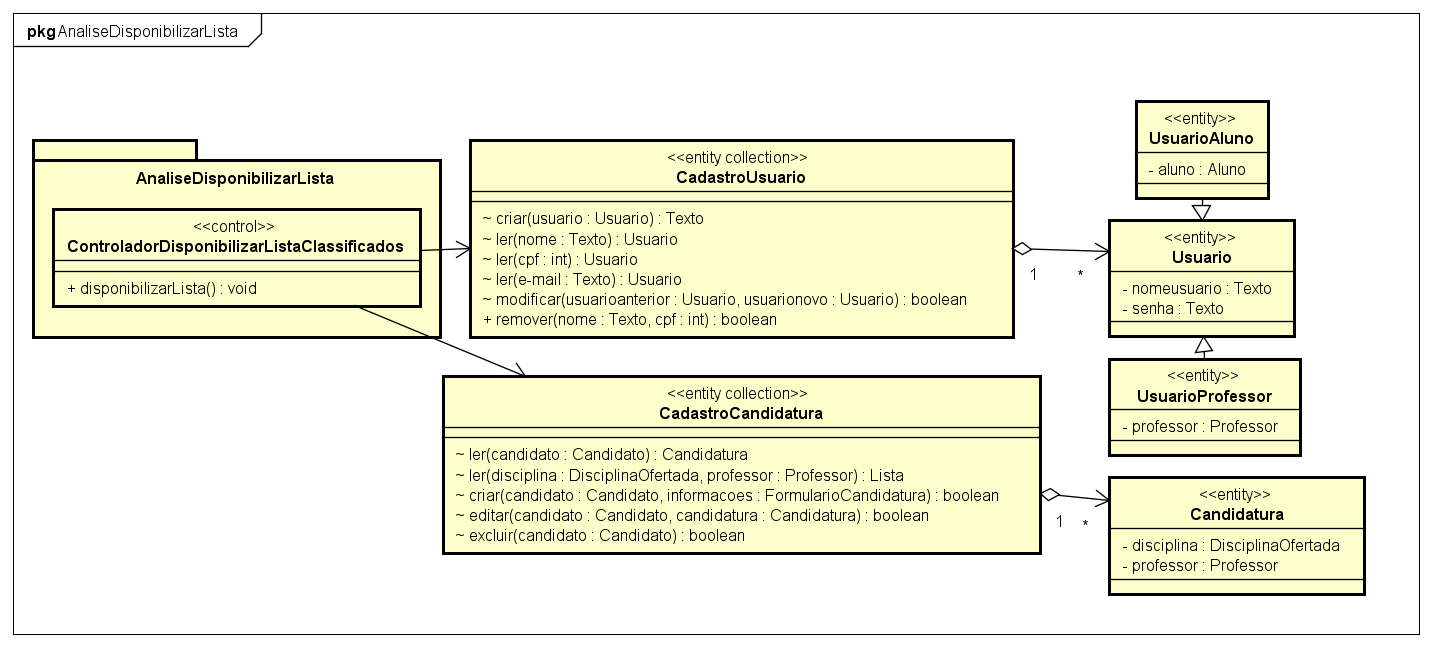 pkg AnaliseDisponibilizarLista
AnaliseDisponibilizarLista
<<control>>
ControladorDisponibilizarListaClassificados
+ disponibilizarLista() : void
<<entity collection>>
CadastroUsuario
~ criar(usuario : Usuario) : Texto
~ ler(nome : Texto) : Usuario
~ ler(cpf : int) : Usuario
~ ler(e-mail : Texto) : Usuario
~ modificar(usuarioanterior : Usuario, usuarionovo : Usuario) : boolean
+ remover(nome : Texto, cpf : int) : boolean
1
*
<<entity>>
UsuarioAluno
- aluno : Aluno
<<entity>>
Usuario
- nomeusuario : Texto
- senha : Texto
<<entity>>
UsuarioProfessor
- professor : Professor
<<entity collection>>
CadastroCandidatura
~ ler(candidato : Candidato) : Candidatura
~ ler(disciplina : DisciplinaOfertada, professor : Professor) : Lista
~ criar(candidato : Candidato, informacoes : FormularioCandidatura) : boolean
~ editar(candidato : Candidato, candidatura : Candidatura) : boolean
~ excluir(candidato : Candidato) : boolean
1
*
<<entity>>
Candidatura
- disciplina : DisciplinaOfertada
- professor : Professor